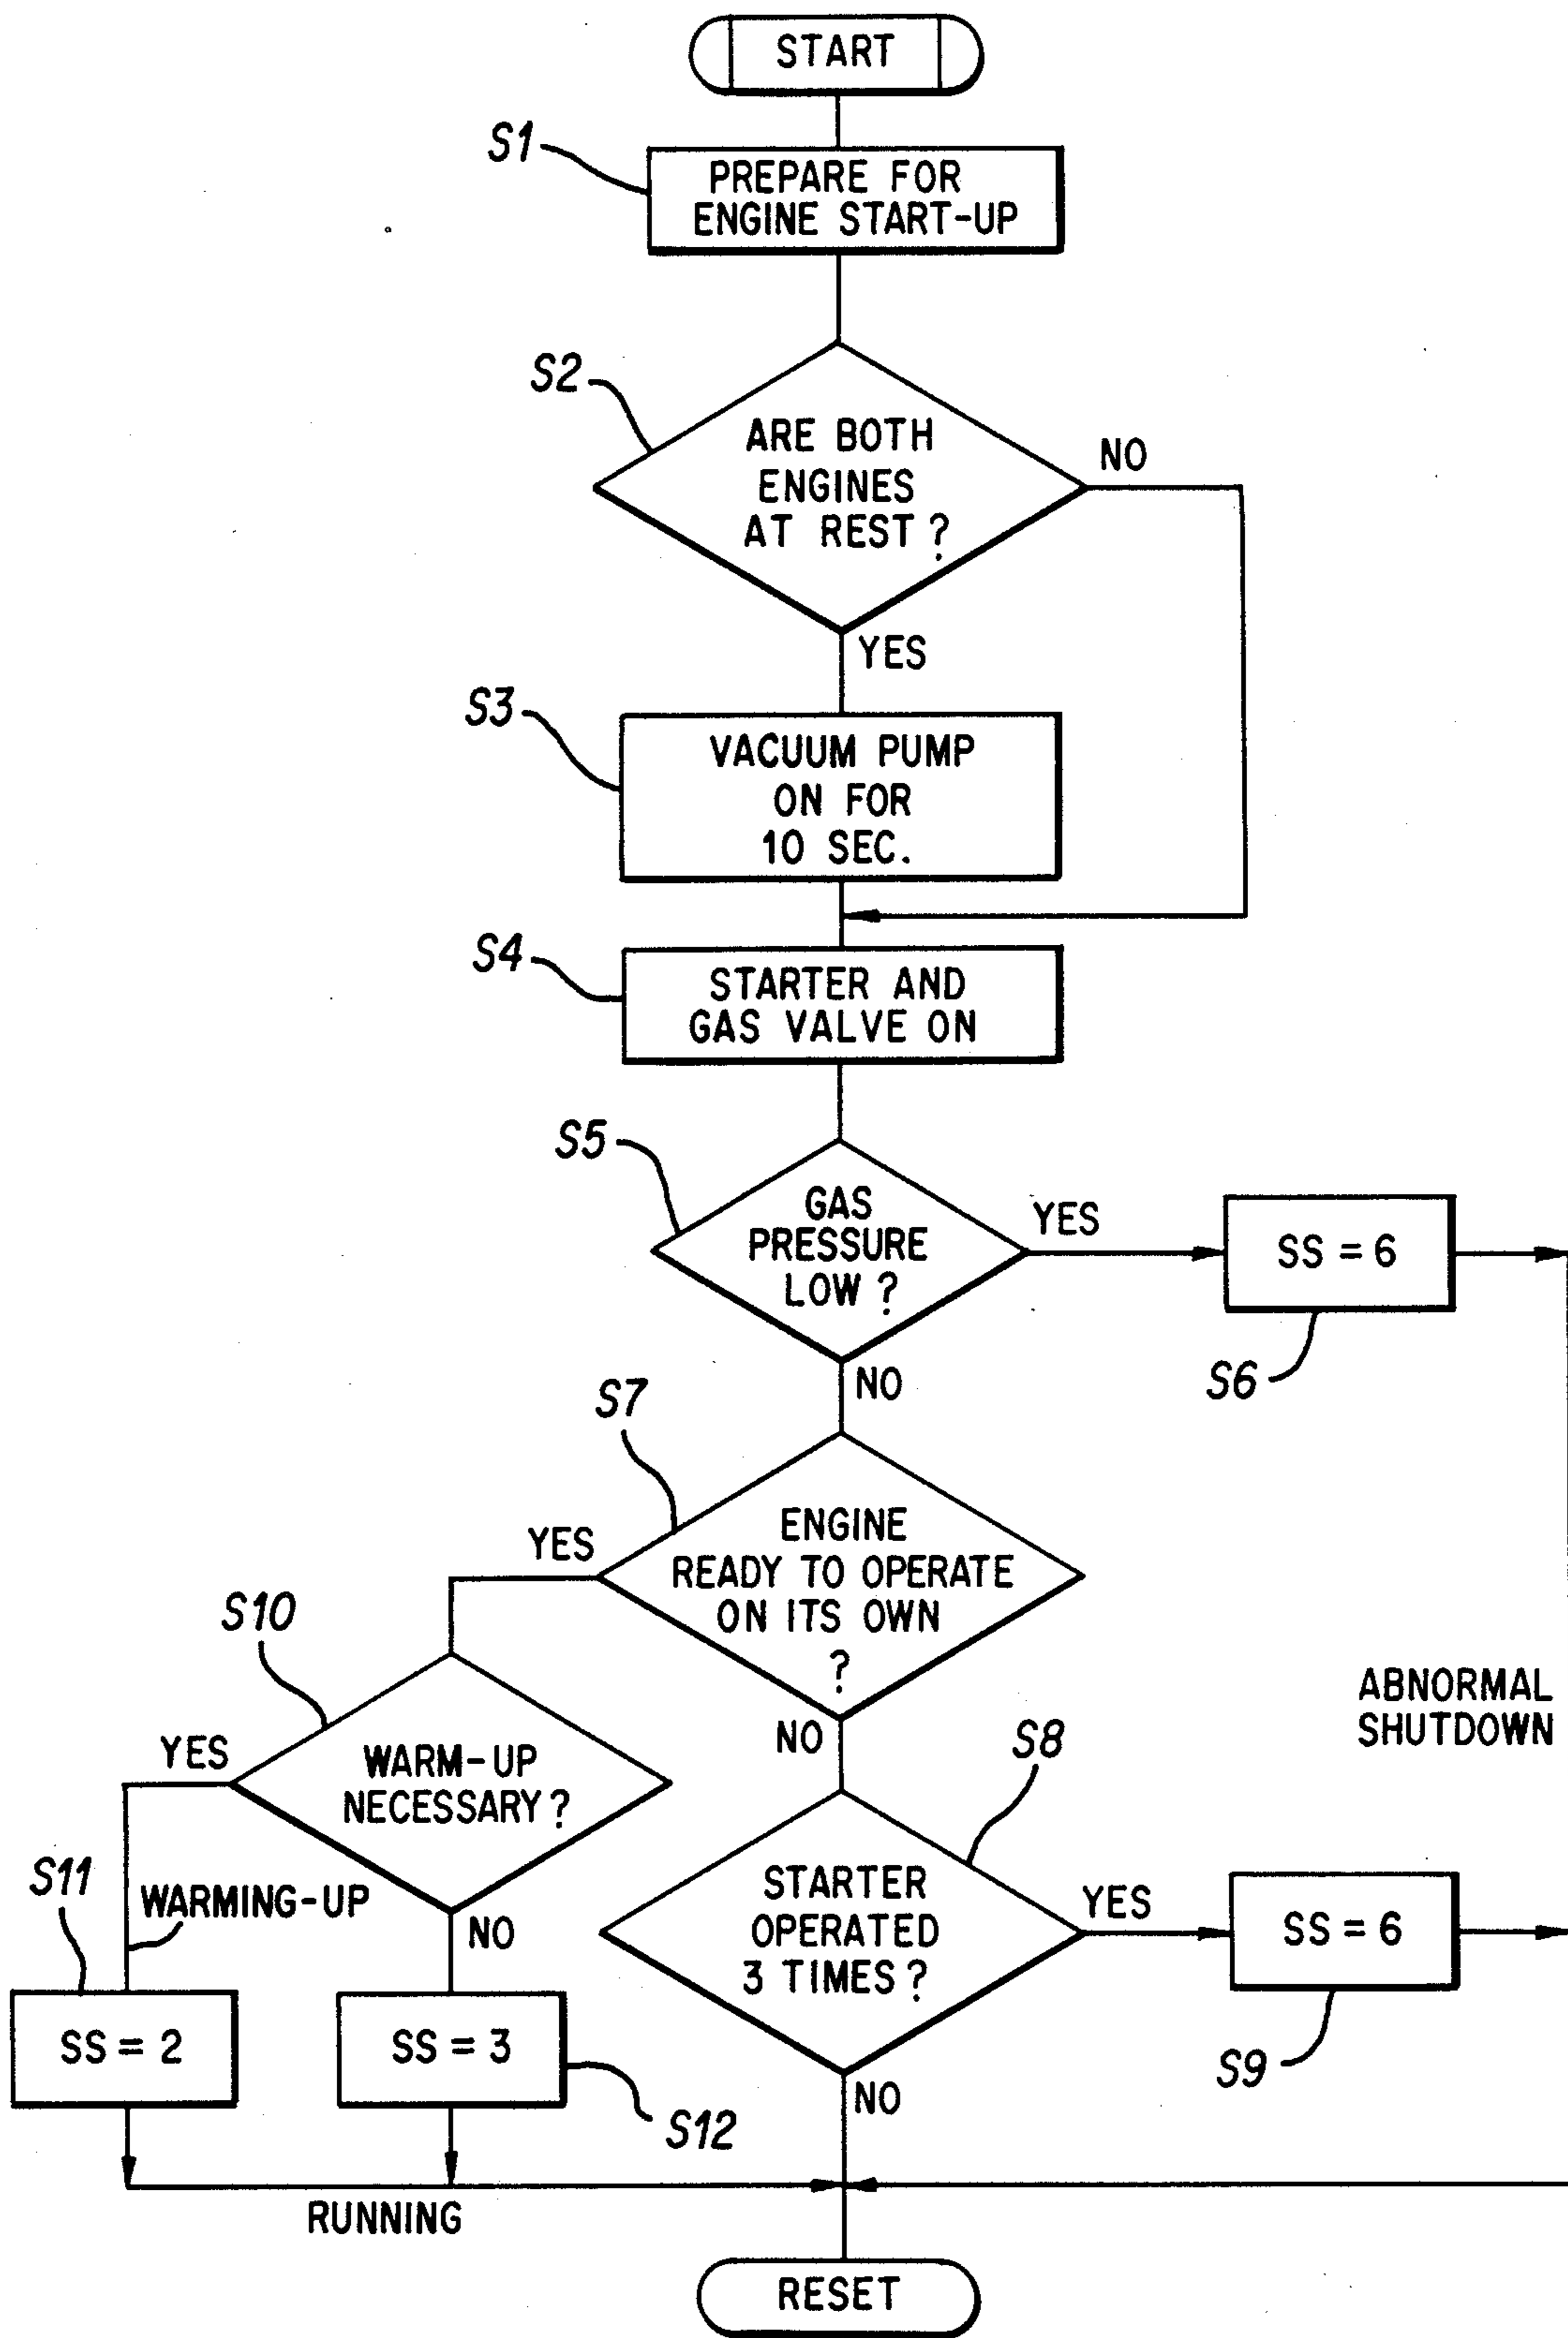 START
S1
PREPARE FOR
ENGINE START-UP
S2
ARE BOTH
ENGINES
AT REST ?
NO
YES
S3
VACUUM PUMP
ON FOR
10 SEC.
S4
STARTER AND
GAS VALVE ON
S5
GAS
PRESSURE
LOW ?
YES
SS = 6
S6
NO
S7
ENGINE
READY TO OPERATE
ON ITS OWN
?
YES
NO
S10
WARM-UP
NECESSARY ?
YES
NO
ABNORMAL
SHUTDOWN
S8
STARTER
OPERATED
3 TIMES ?
YES
SS = 6
S9
NO
S11
WARMING-UP
SS = 2
SS = 3
S12
RUNNING
RESET